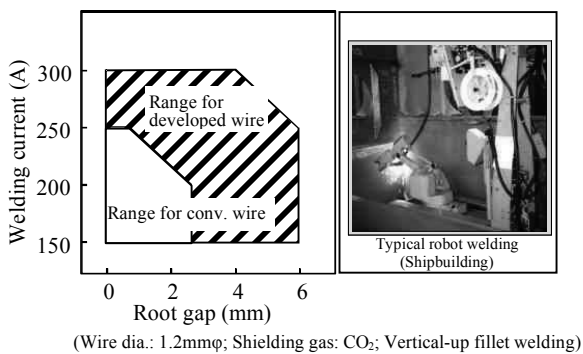 Welding current (A)
300
250
200
150
Range for
developed wire
Range for conv. wire
0
2
4
6
Root gap (mm)
Typical robot welding
(Shipbuilding)
(Wire dia.: 1.2mmφ; Shielding gas: CO₂; Vertical-up fillet welding)